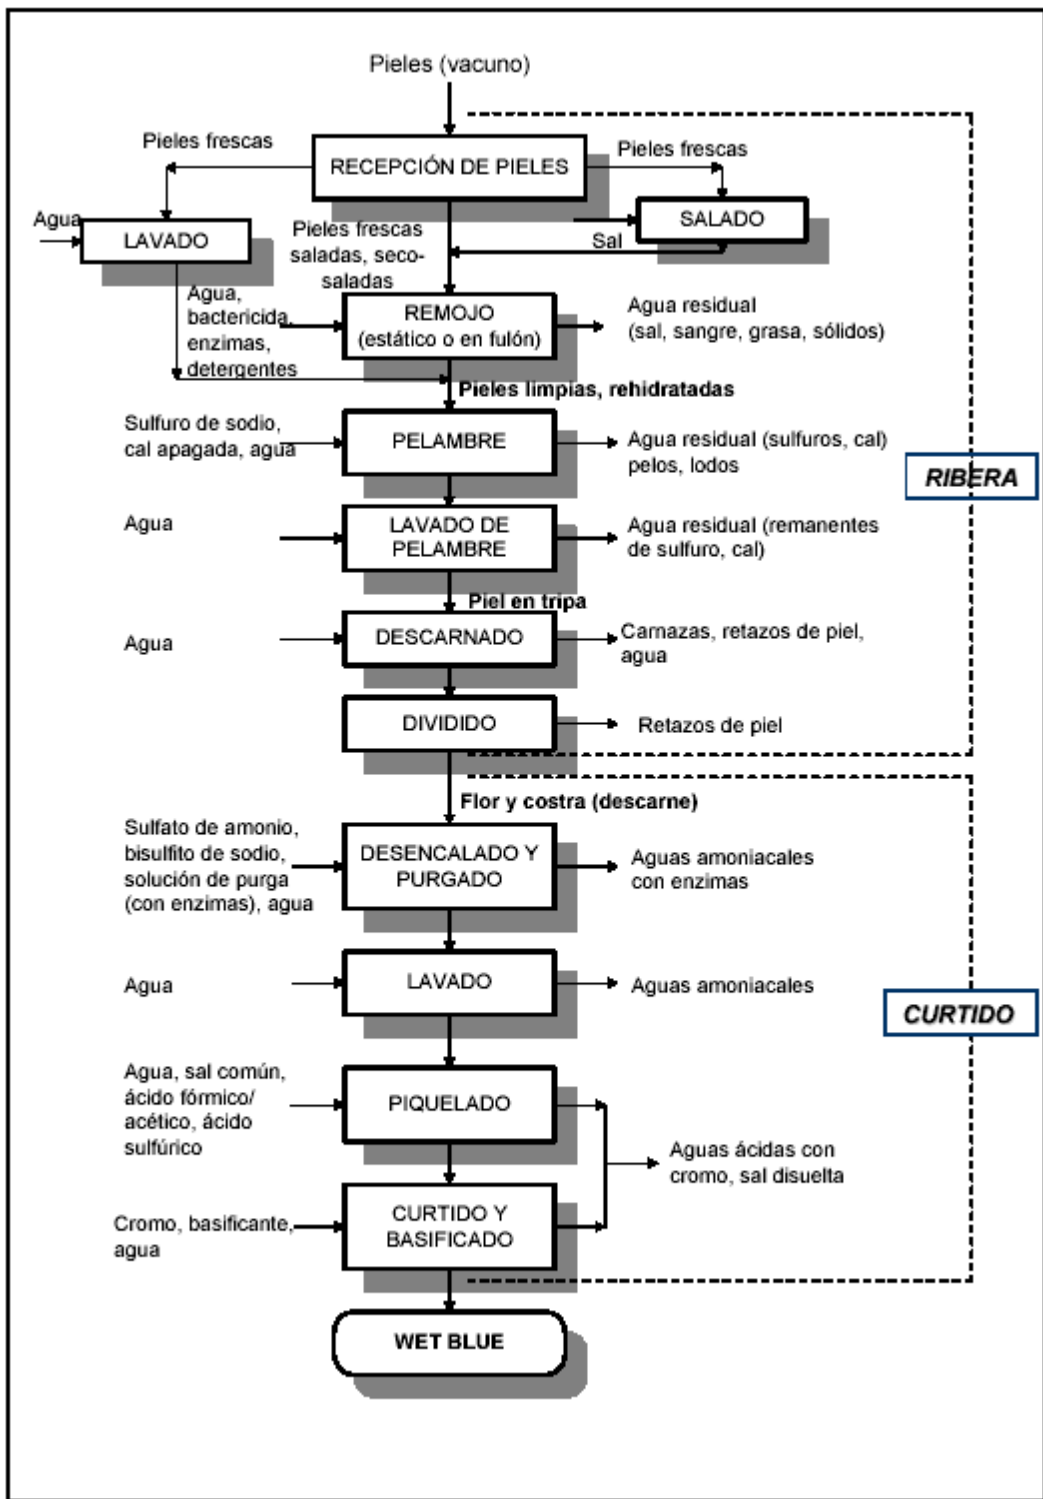 Pieles (vacuno)
Pieles frescas
RECEPCIÓN DE PIELES
Pieles frescas
Agua
LAVADO
SALADO
Pieles frescas
saladas, seco-
saladas
Sal
Agua,
bactericida,
enzimas,
detergentes
REMOJO
(estático o en fulón)
Agua residual
(sal, sangre, grasa, sólidos)
Pieles limpias, rehidratadas
Sulfuro de sodio,
cal apagada, agua
PELAMBRE
Agua residual (sulfuros, cal)
pelos, lodos
RIBERA
Agua
LAVADO DE
PELAMBRE
Agua residual (remanentes
de sulfuro, cal)
Piel en tripa
Agua
DESCARNADO
Carnazas, retazos de piel,
agua
DIVIDIDO
Retazos de piel
Flor y costra (descarne)
Sulfato de amonio,
bisulfito de sodio,
solución de purga
(con enzimas), agua
DESENCALADO Y
PURGADO
Aguas amoniacales
con enzimas
Agua
LAVADO
Aguas amoniacales
CURTIDO
Agua, sal común,
ácido fórmico/
acético, ácido
sulfúrico
PIQUELADO
Aguas ácidas con
cromo, sal disuelta
Cromo, basificante,
agua
CURTIDO Y
BASIFICADO
WET BLUE